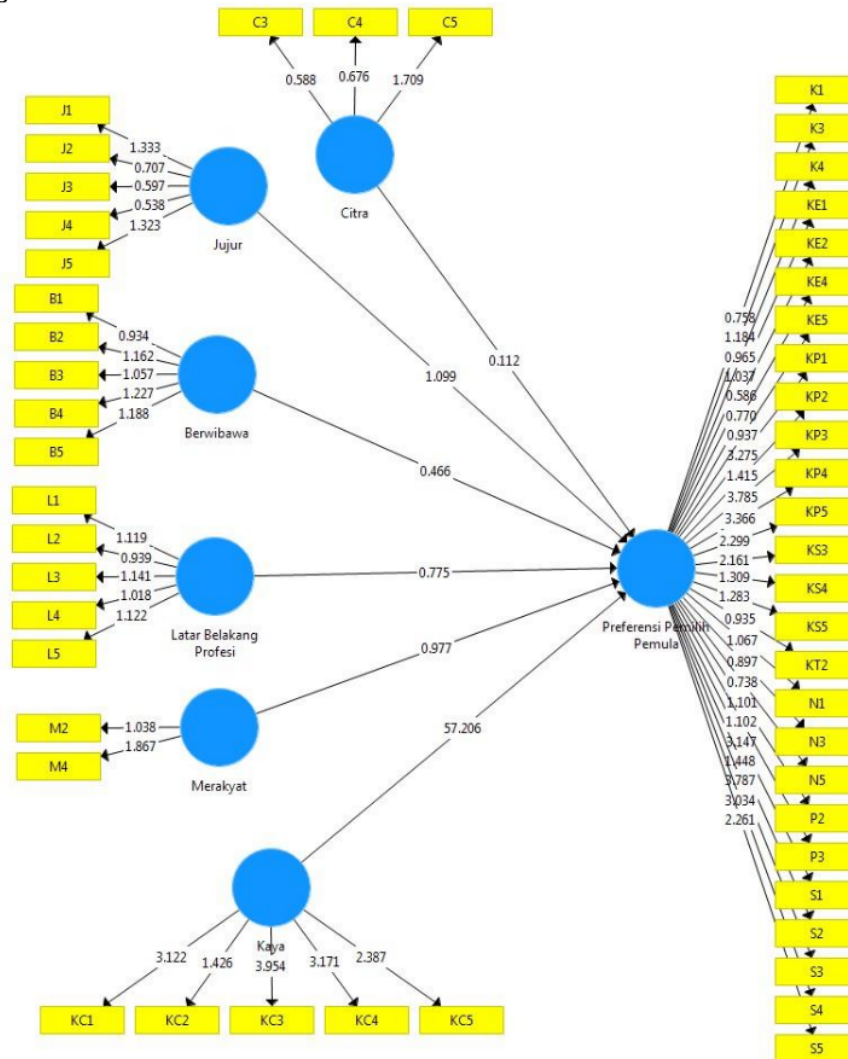 C3
C4
C5
0.588
0.676
1.709
Citra
J1
J2
J3
J4
J5
1.333
0.707
0.597
0.538
1.323
Jujur
B1
B2
B3
B4
B5
0.934
1.162
1.057
1.227
1.188
Berwibawa
L1
L2
L3
L4
L5
1.119
0.939
1.141
1.018
1.122
Latar Belakang
Profesi
M2
M4
1.038
1.867
Merakyat
Kaya
3.122
1.426
3.954
3.171
2.387
KC1
KC2
KC3
KC4
KC5
0.112
1.099
0.466
0.775
0.977
57.206
Preferensi Pemilih
Pemula
0.758
1.184
0.965
1.037
0.586
0.770
0.937
3.275
1.415
3.785
3.366
2.299
2.161
1.309
1.283
0.935
1.067
0.897
0.738
1.101
1.102
3.147
1.448
3.787
3.034
2.261
K1
K3
K4
KE1
KE2
KE4
KE5
KP1
KP2
KP3
KP4
KP5
KS3
KS4
KS5
KT2
N1
N3
N5
P2
P3
S1
S2
S3
S4
S5